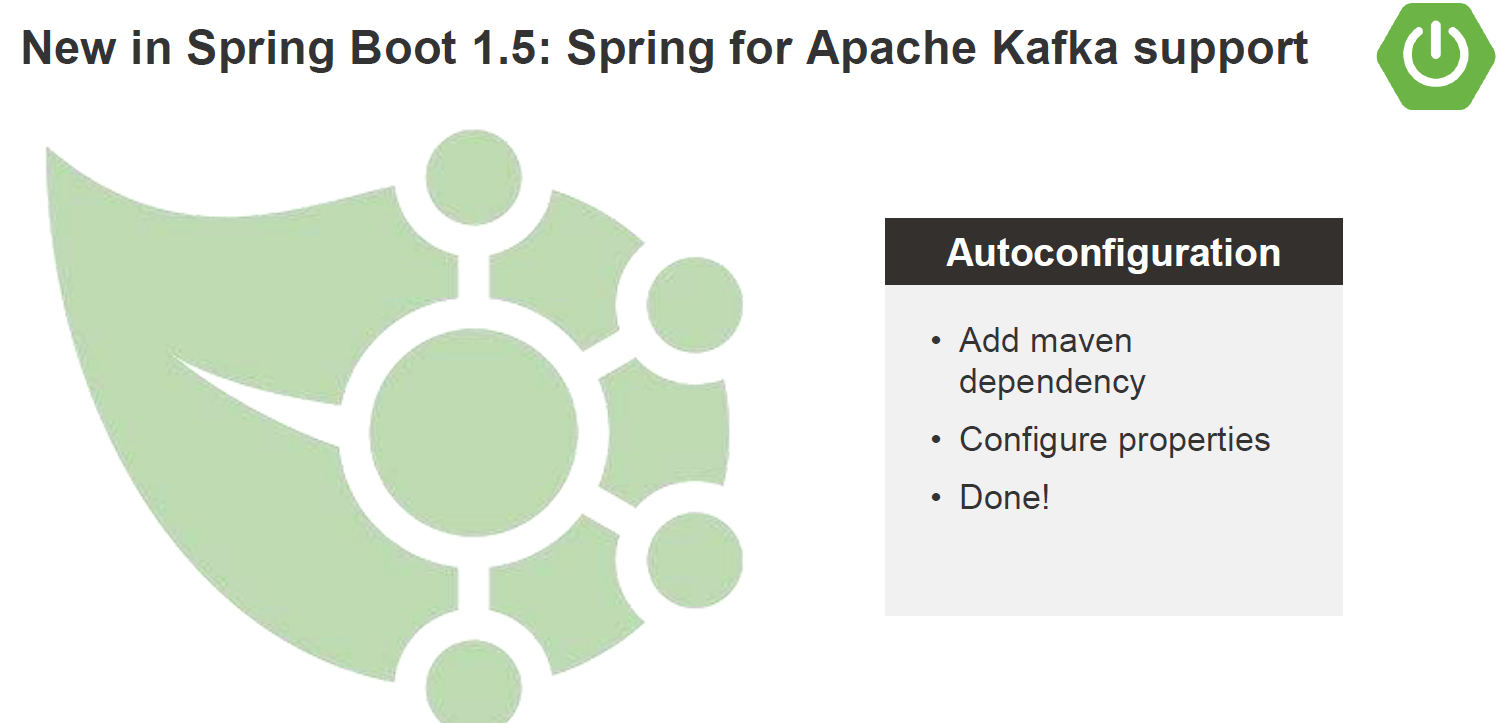 New in Spring Boot 1.5: Spring for Apache Kafka support
Autoconfiguration
• Add maven
dependency
• Configure properties
• Done!